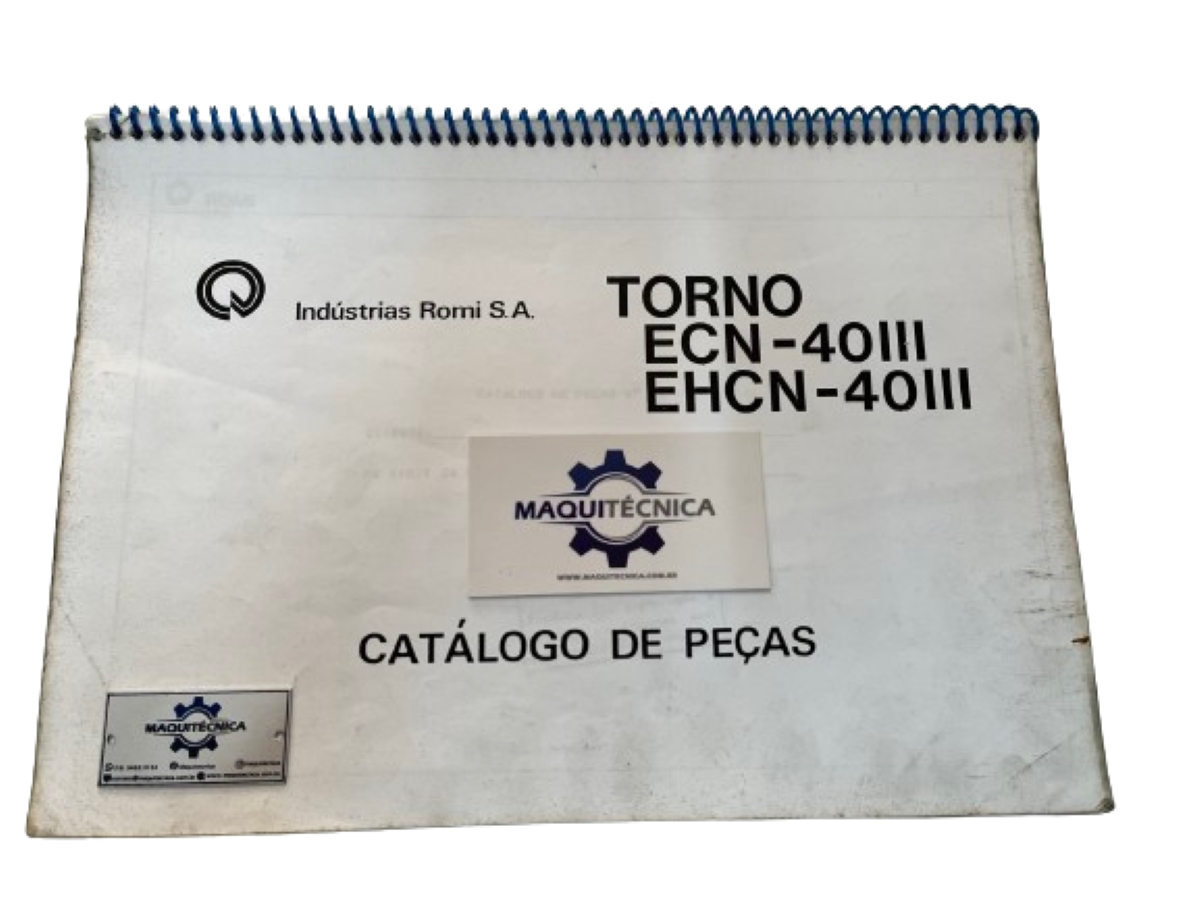 Indústrias Romi S.A.
TORNO
ECN-40III
EHCN-40III
MAQUITÉCNICA
WWW.MAQUITECNICA.COM.BR
CATÁLOGO DE PEÇAS
MAQUITÉCNICA